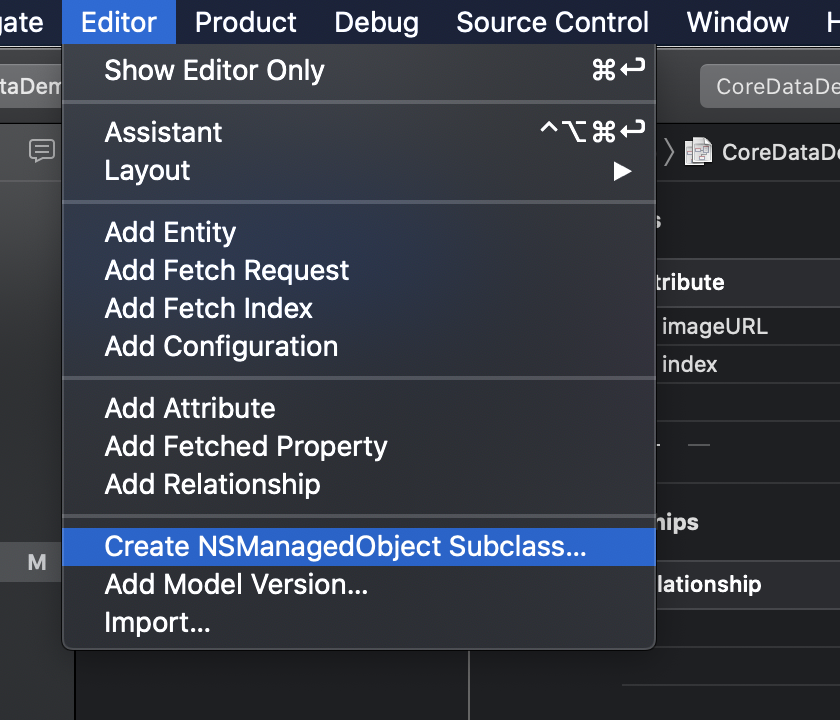 gate Editor Product Debug Source Control Window H
Show Editor Only ⌘↩
taDem
CoreDataDe
Assistant ^⌥⌘↩
Layout ▶
CoreDataDe
Add Entity
s
Add Fetch Request
tribute
Add Fetch Index
imageURL
Add Configuration
index
Add Attribute
Add Fetched Property
Add Relationship
hips
Create NSManagedObject Subclass...
M
Add Model Version...
lationship
Import...